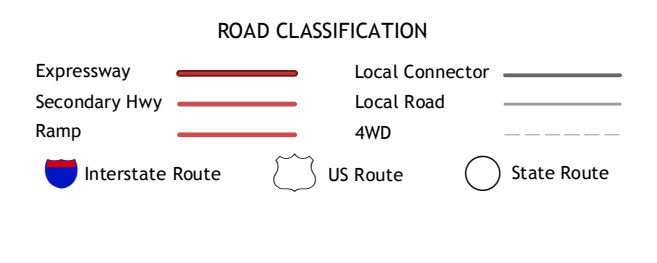 ROAD CLASSIFICATION
Expressway
Secondary Hwy
Ramp
Local Connector
Local Road
4WD
Interstate Route
US Route
State Route